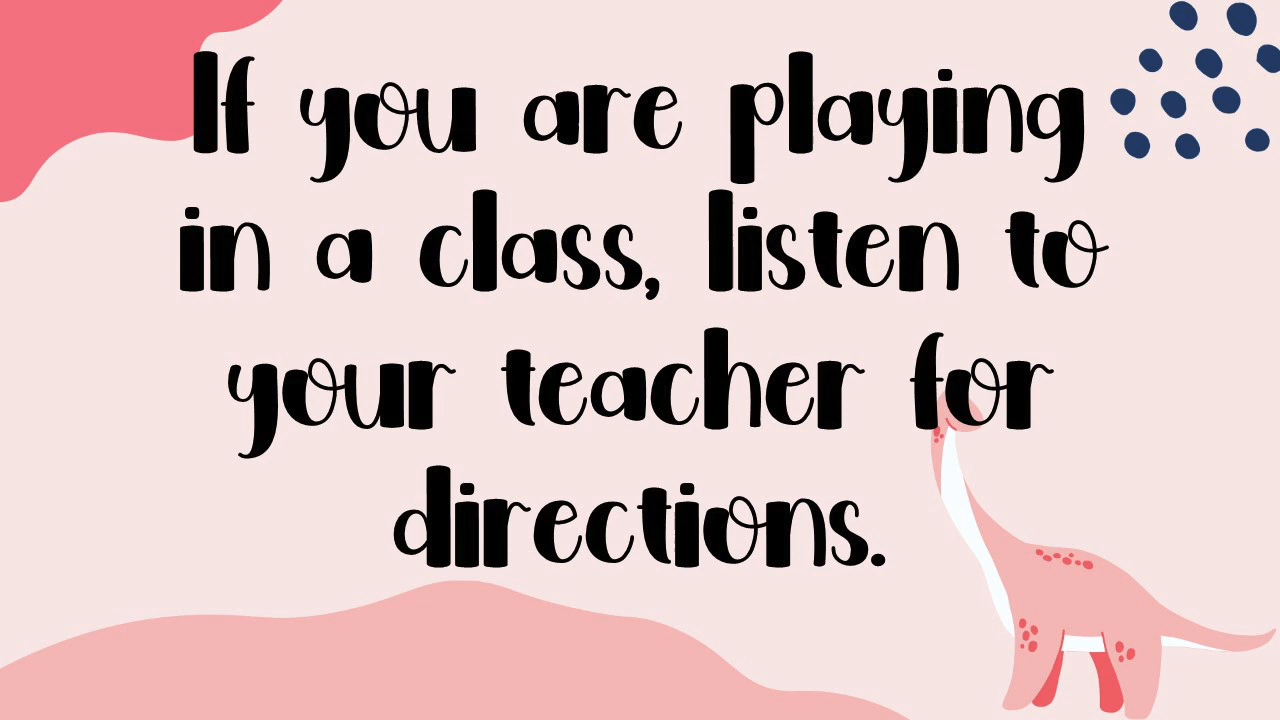 If you are playing
in a class, listen to
your teacher for
directions.